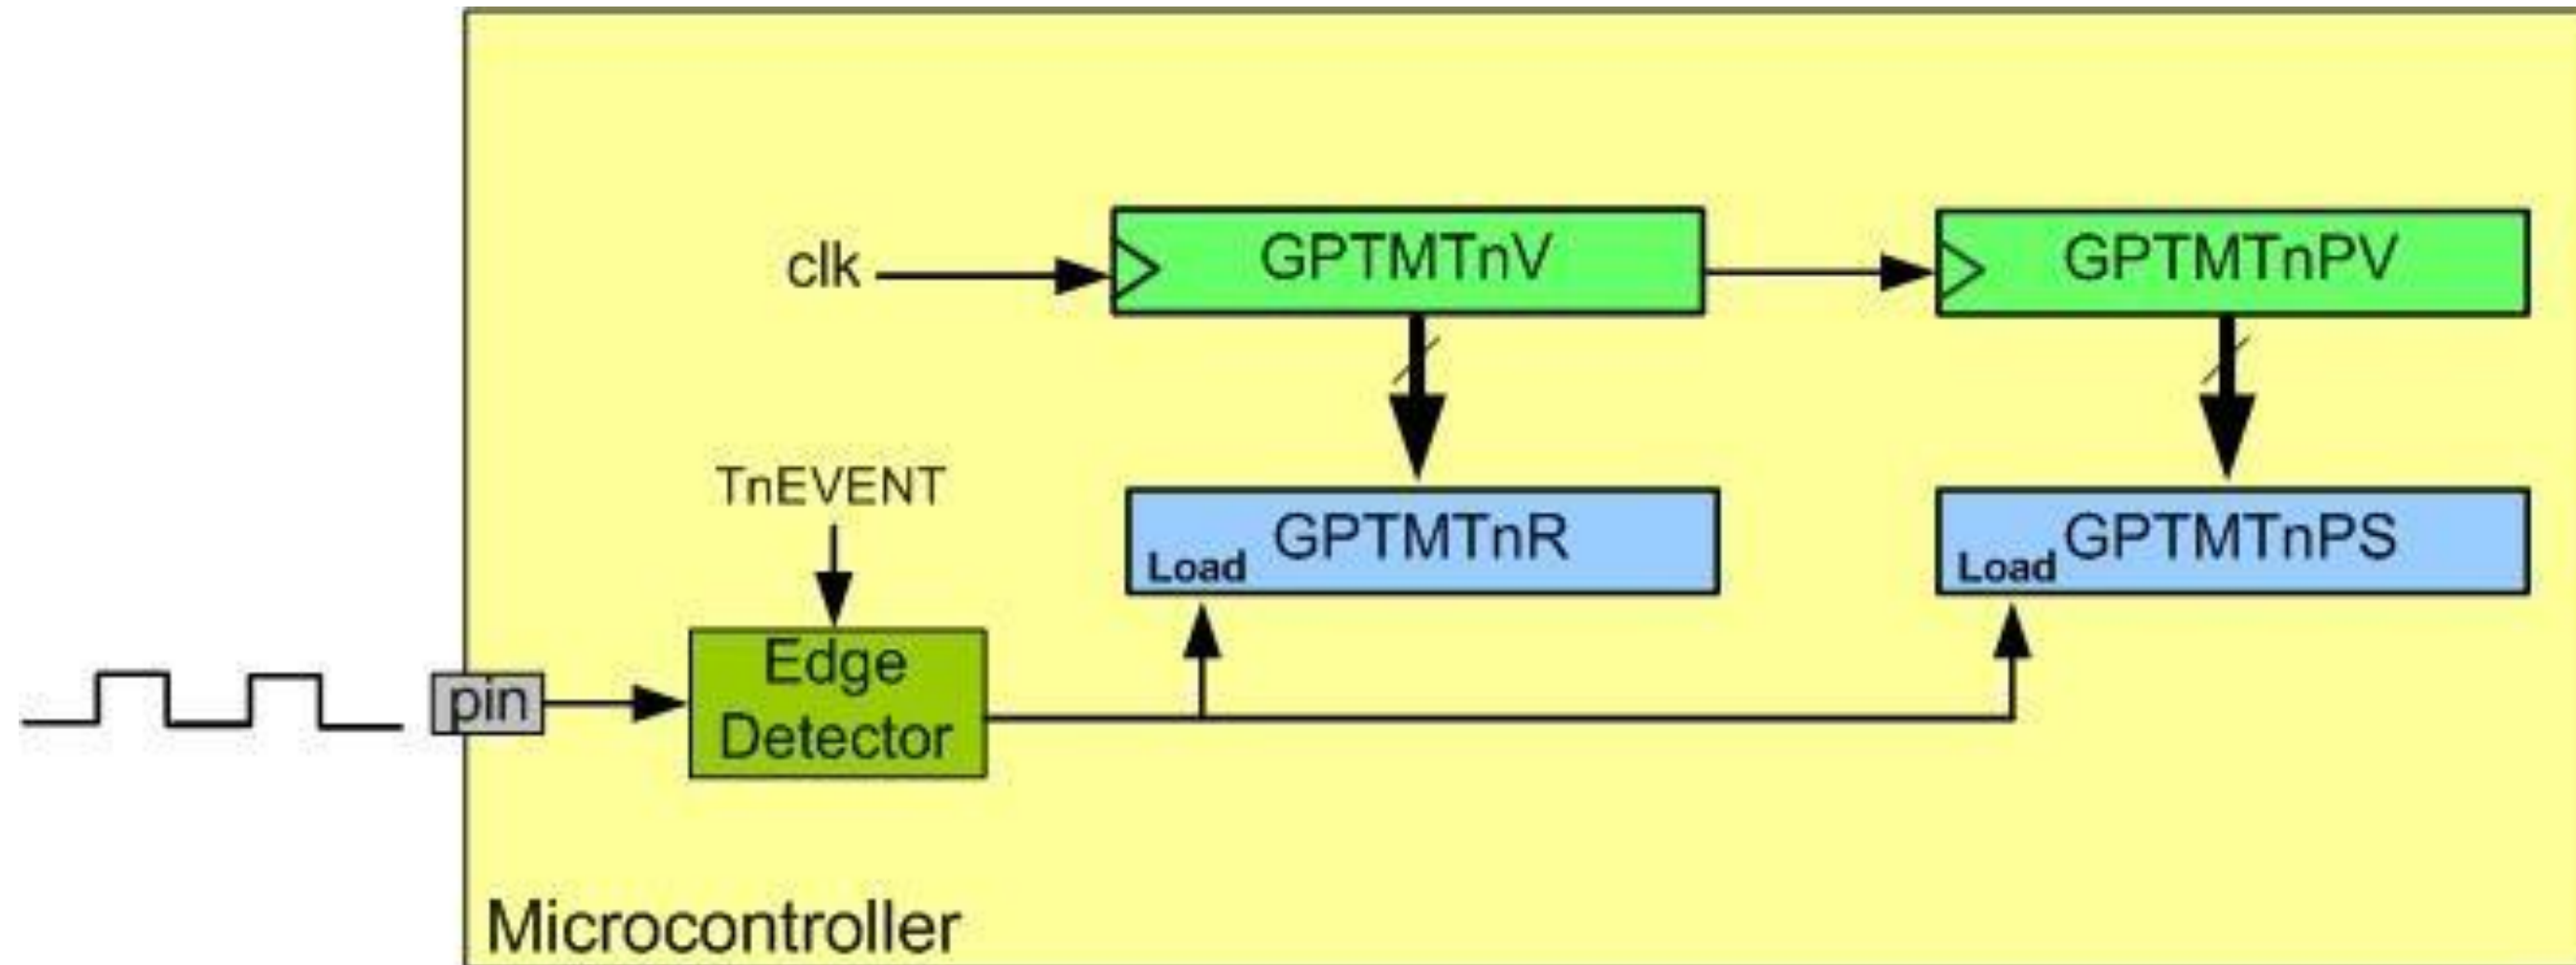 clk
GPTMTnV
GPTMTnPV
TnEVENT
Load GPTMTnR
Load GPTMTnPS
pin
Edge
Detector
Microcontroller